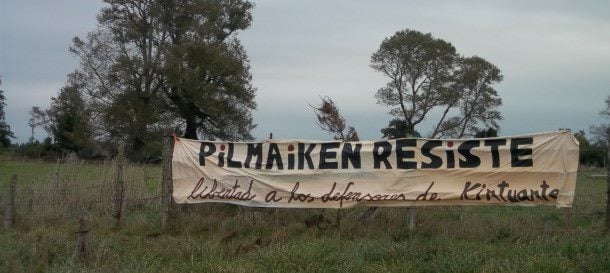 PiLMAiKEN RESiSTE
libertad a los defensores de Kintuante